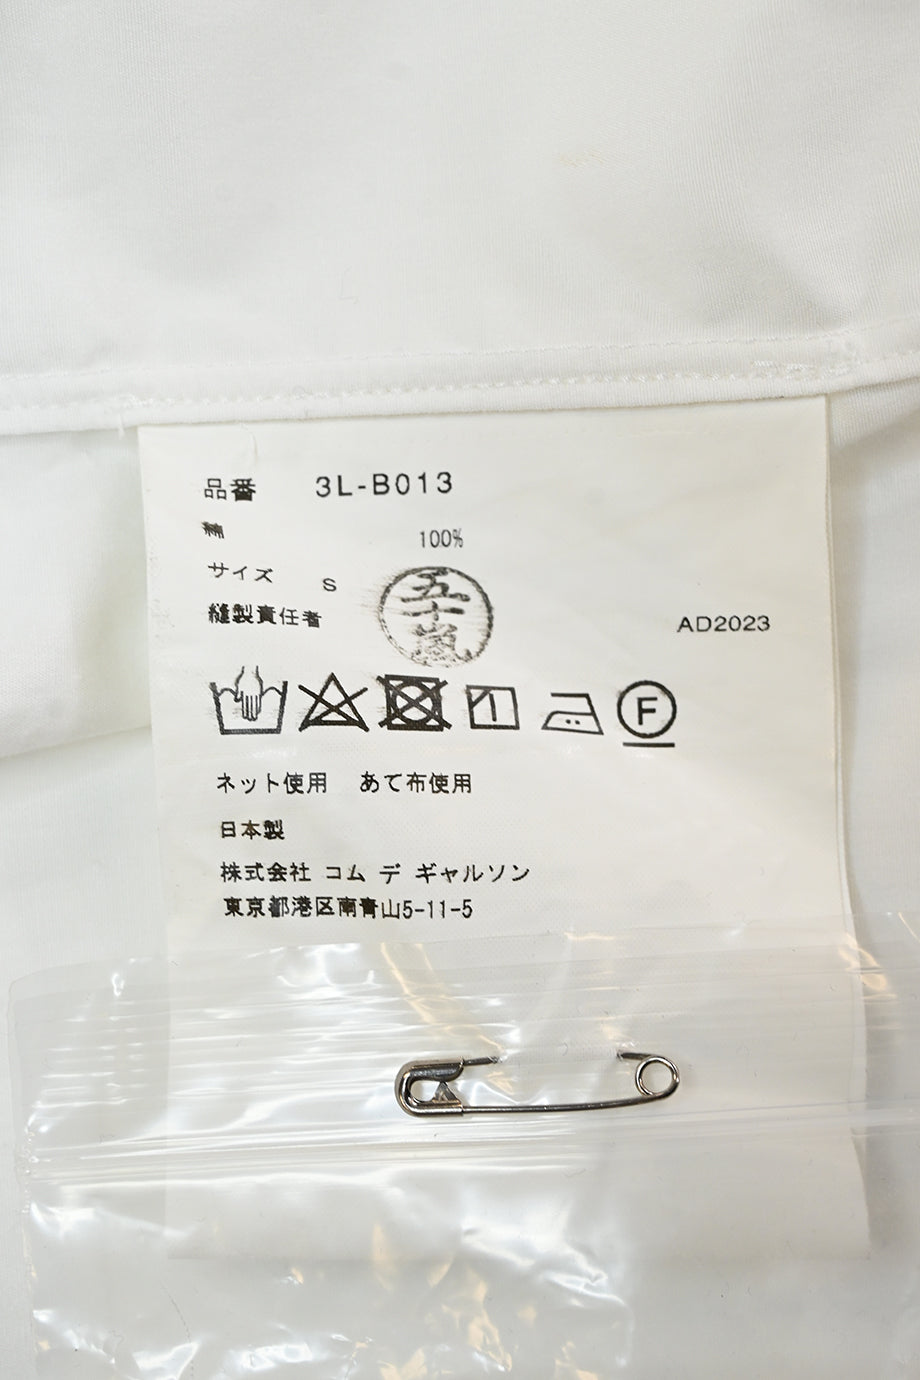 品番 3L-B013
綿 100%
サイズ S
縫製責任者 五十嵐 AD2023
F
ネット使用 あて布使用
日本製
株式会社 コム デ ギャルソン
東京都港区南青山5-11-5